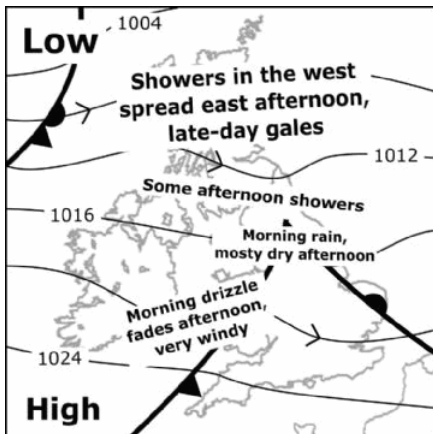 1004
Low
Showers in the west
spread east afternoon,
late-day gales
1012
Some afternoon showers
1016
Morning rain,
mosty dry afternoon
Morning drizzle
fades afternoon,
very windy
1024
High